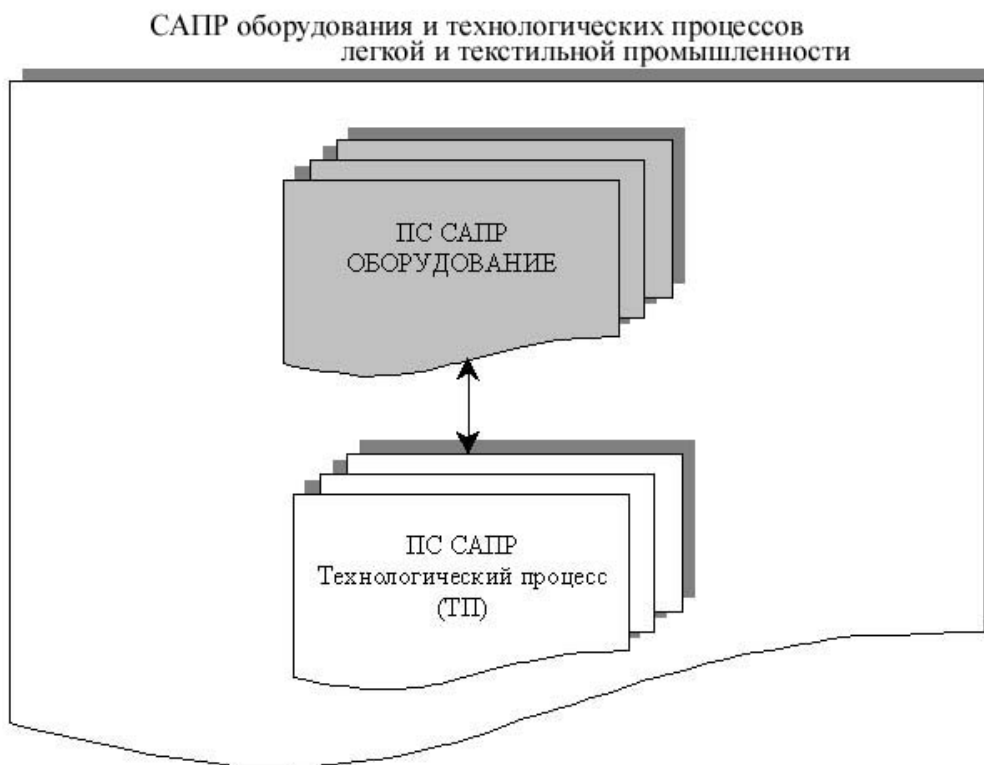 САПР оборудования и технологических процессов
легкой и текстильной промышленности
ПС САПР
ОБОРУДОВАНИЕ
ПС САПР
Технологический процесс
(ТП)